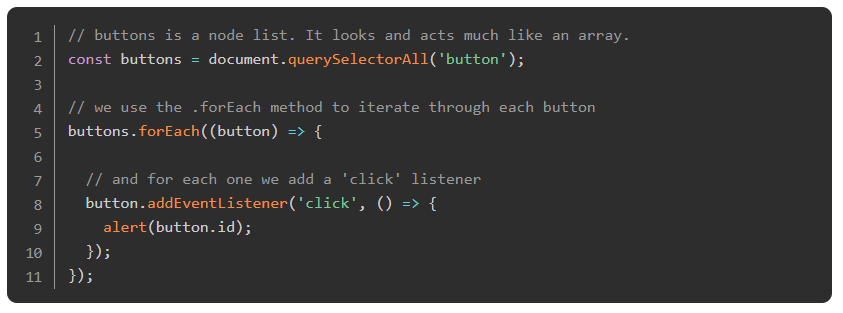 1 // buttons is a node list. It looks and acts much like an array.
2 const buttons = document.querySelectorAll('button');
3
4 // we use the .forEach method to iterate through each button
5 buttons.forEach((button) => {
6
7   // and for each one we add a 'click' listener
8   button.addEventListener('click', () => {
9     alert(button.id);
10   });
11 });